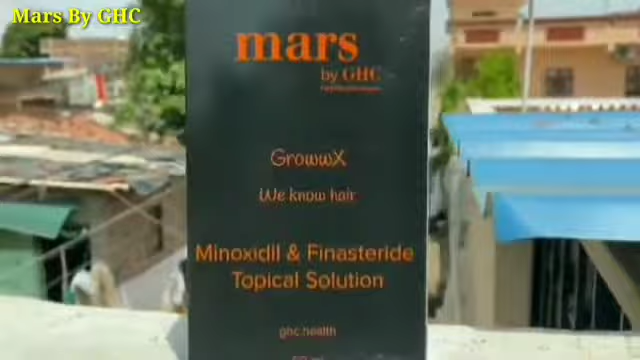 Mars By GHC
mars
by GHC
GrowwX
We know hair
Minoxidil & Finasteride
Topical Solution
ghc.health